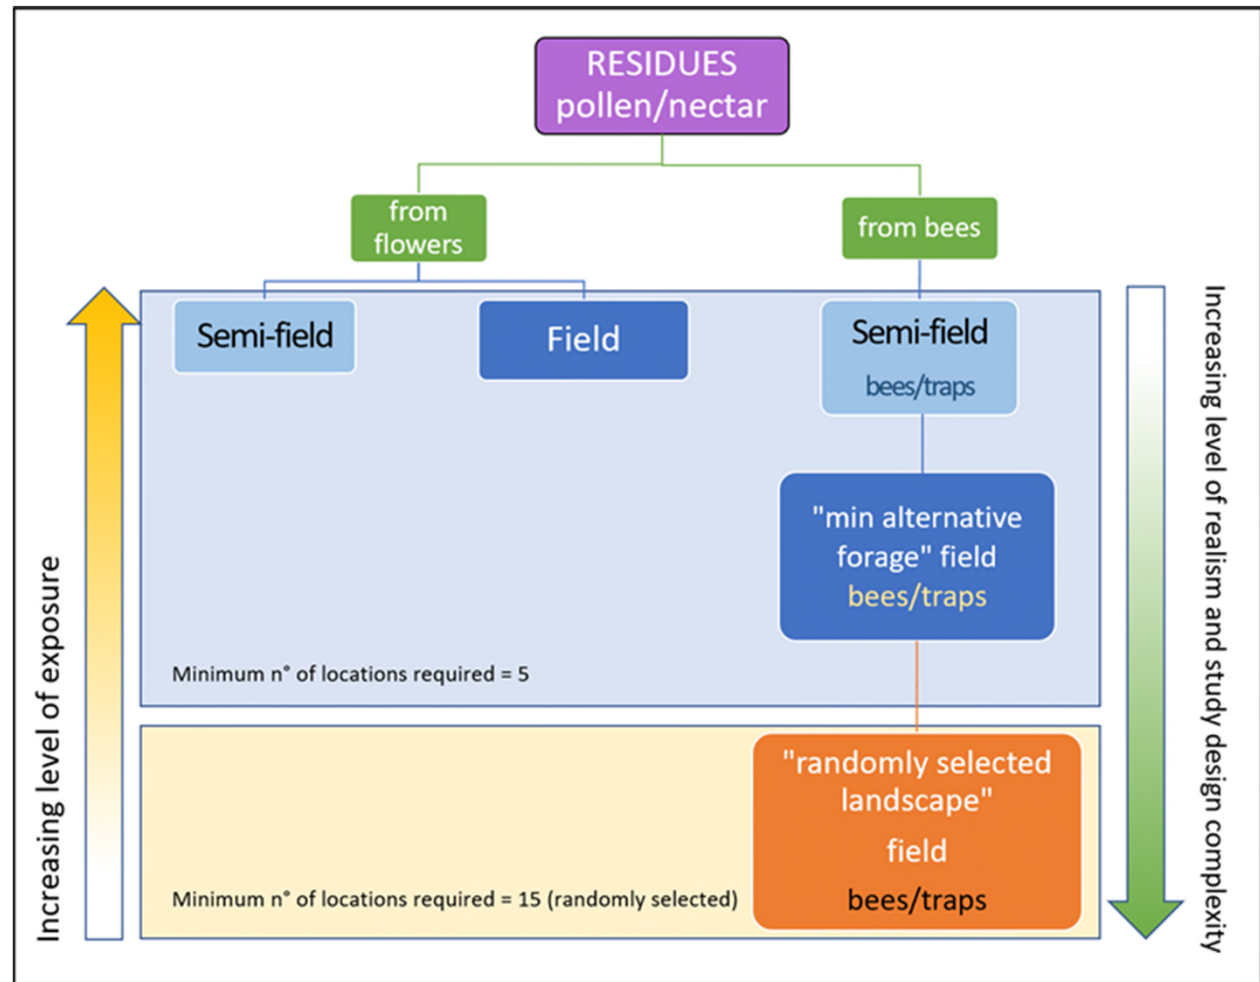 RESIDUES
pollen/nectar
from
flowers
from bees
Semi-field
Field
Semi-field
bees/traps
"min alternative
forage" field
bees/traps
Minimum n° of locations required = 5
"randomly selected
landscape"
field
bees/traps
Minimum n° of locations required = 15 (randomly selected)
Increasing level of exposure
Increasing level of realism and study design complexity